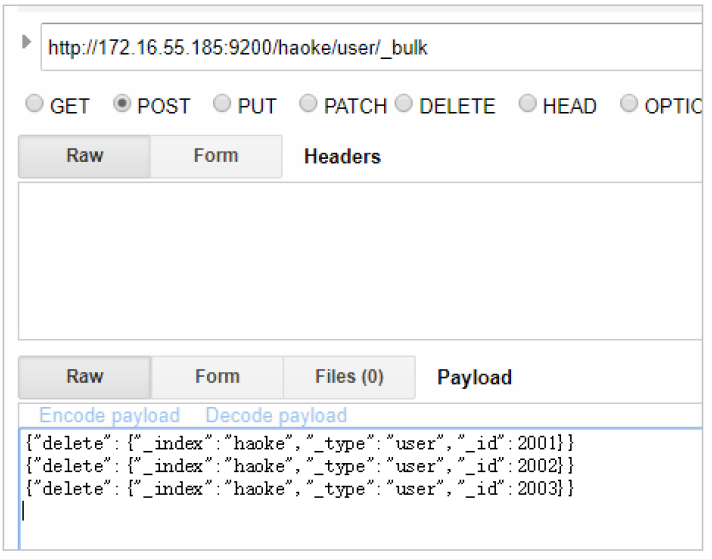 http://172.16.55.185:9200/haoke/user/_bulk
GET POST PUT PATCH DELETE HEAD OPTIO
Raw Form Headers
Raw Form Files (0) Payload
Encode payload Decode payload
{"delete":{"_index":"haoke","_type":"user","_id":2001}}
{"delete":{"_index":"haoke","_type":"user","_id":2002}}
{"delete":{"_index":"haoke","_type":"user","_id":2003}}